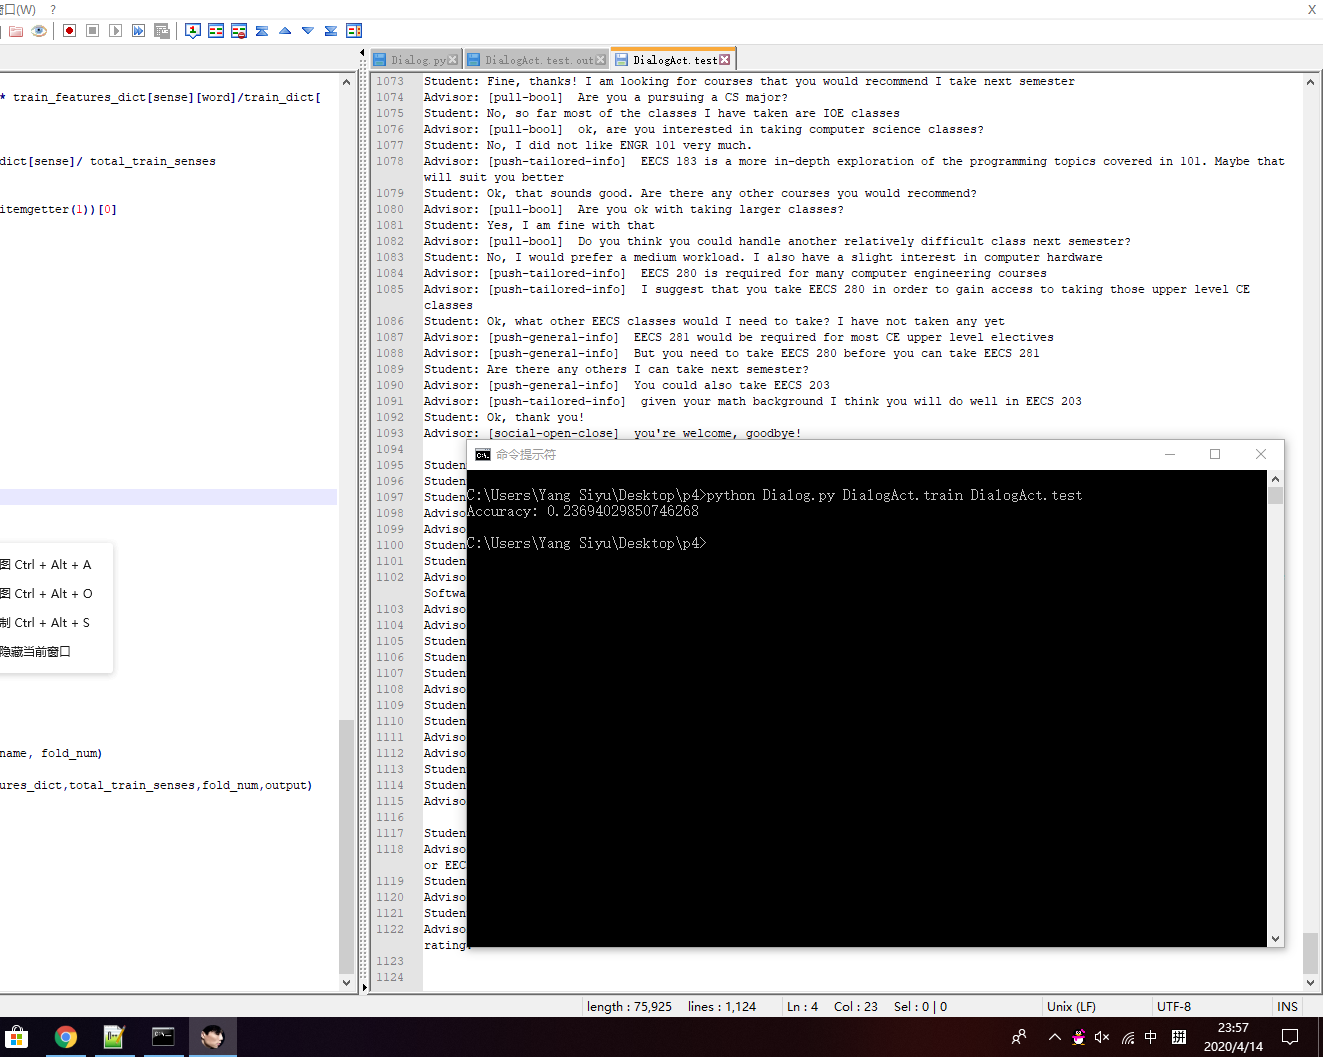 窗口(W) ? X
Dialog.py DialogAct.test.out DialogAct.test
* train_features_dict[sense][word]/train_dict[
dict[sense]/ total_train_senses
itemgetter(1))[0]
图 Ctrl + Alt + A
图 Ctrl + Alt + O
制 Ctrl + Alt + S
隐藏当前窗口
name, fold_num)
ures_dict,total_train_senses,fold_num,output)
1073 Student: Fine, thanks! I am looking for courses that you would recommend I take next semester
1074 Advisor: [pull-bool] Are you a pursuing a CS major?
1075 Student: No, so far most of the classes I have taken are IOE classes
1076 Advisor: [pull-bool] ok, are you interested in taking computer science classes?
1077 Student: No, I did not like ENGR 101 very much.
1078 Advisor: [push-tailored-info] EECS 183 is a more in-depth exploration of the programming topics covered in 101. Maybe that
will suit you better
1079 Student: Ok, that sounds good. Are there any other courses you would recommend?
1080 Advisor: [pull-bool] Are you ok with taking larger classes?
1081 Student: Yes, I am fine with that
1082 Advisor: [pull-bool] Do you think you could handle another relatively difficult class next semester?
1083 Student: No, I would prefer a medium workload. I also have a slight interest in computer hardware
1084 Advisor: [push-tailored-info] EECS 280 is required for many computer engineering courses
1085 Advisor: [push-tailored-info] I suggest that you take EECS 280 in order to gain access to taking those upper level CE
classes
1086 Student: Ok, what other EECS classes would I need to take? I have not taken any yet
1087 Advisor: [push-general-info] EECS 281 would be required for most CE upper level electives
1088 Advisor: [push-general-info] But you need to take EECS 280 before you can take EECS 281
1089 Student: Are there any others I can take next semester?
1090 Advisor: [push-general-info] You could also take EECS 203
1091 Advisor: [push-tailored-info] given your math background I think you will do well in EECS 203
1092 Student: Ok, thank you!
1093 Advisor: [social-open-close] you're welcome, goodbye!
1094
1095 Studen
1096 Studen
1097 Studen
1098 Adviso
1099 Adviso
1100 Studen
1101 Studen
1102 Adviso
Softwa
1103 Adviso
1104 Adviso
1105 Studen
1106 Studen
1107 Studen
1108 Adviso
1109 Studen
1110 Studen
1111 Adviso
1112 Adviso
1113 Studen
1114 Studen
1115 Adviso
1116
1117 Studen
1118 Adviso
or EEC
1119 Studen
1120 Adviso
1121 Studen
1122 Adviso
rating
1123
1124
命令提示符
C:\Users\Yang Siyu\Desktop\p4>python Dialog.py DialogAct.train DialogAct.test
Accuracy: 0.23694029850746268
C:\Users\Yang Siyu\Desktop\p4>
length : 75,925 lines : 1,124 Ln : 4 Col : 23 Sel : 0 | 0 Unix (LF) UTF-8 INS
中 拼 23:57
2020/4/14